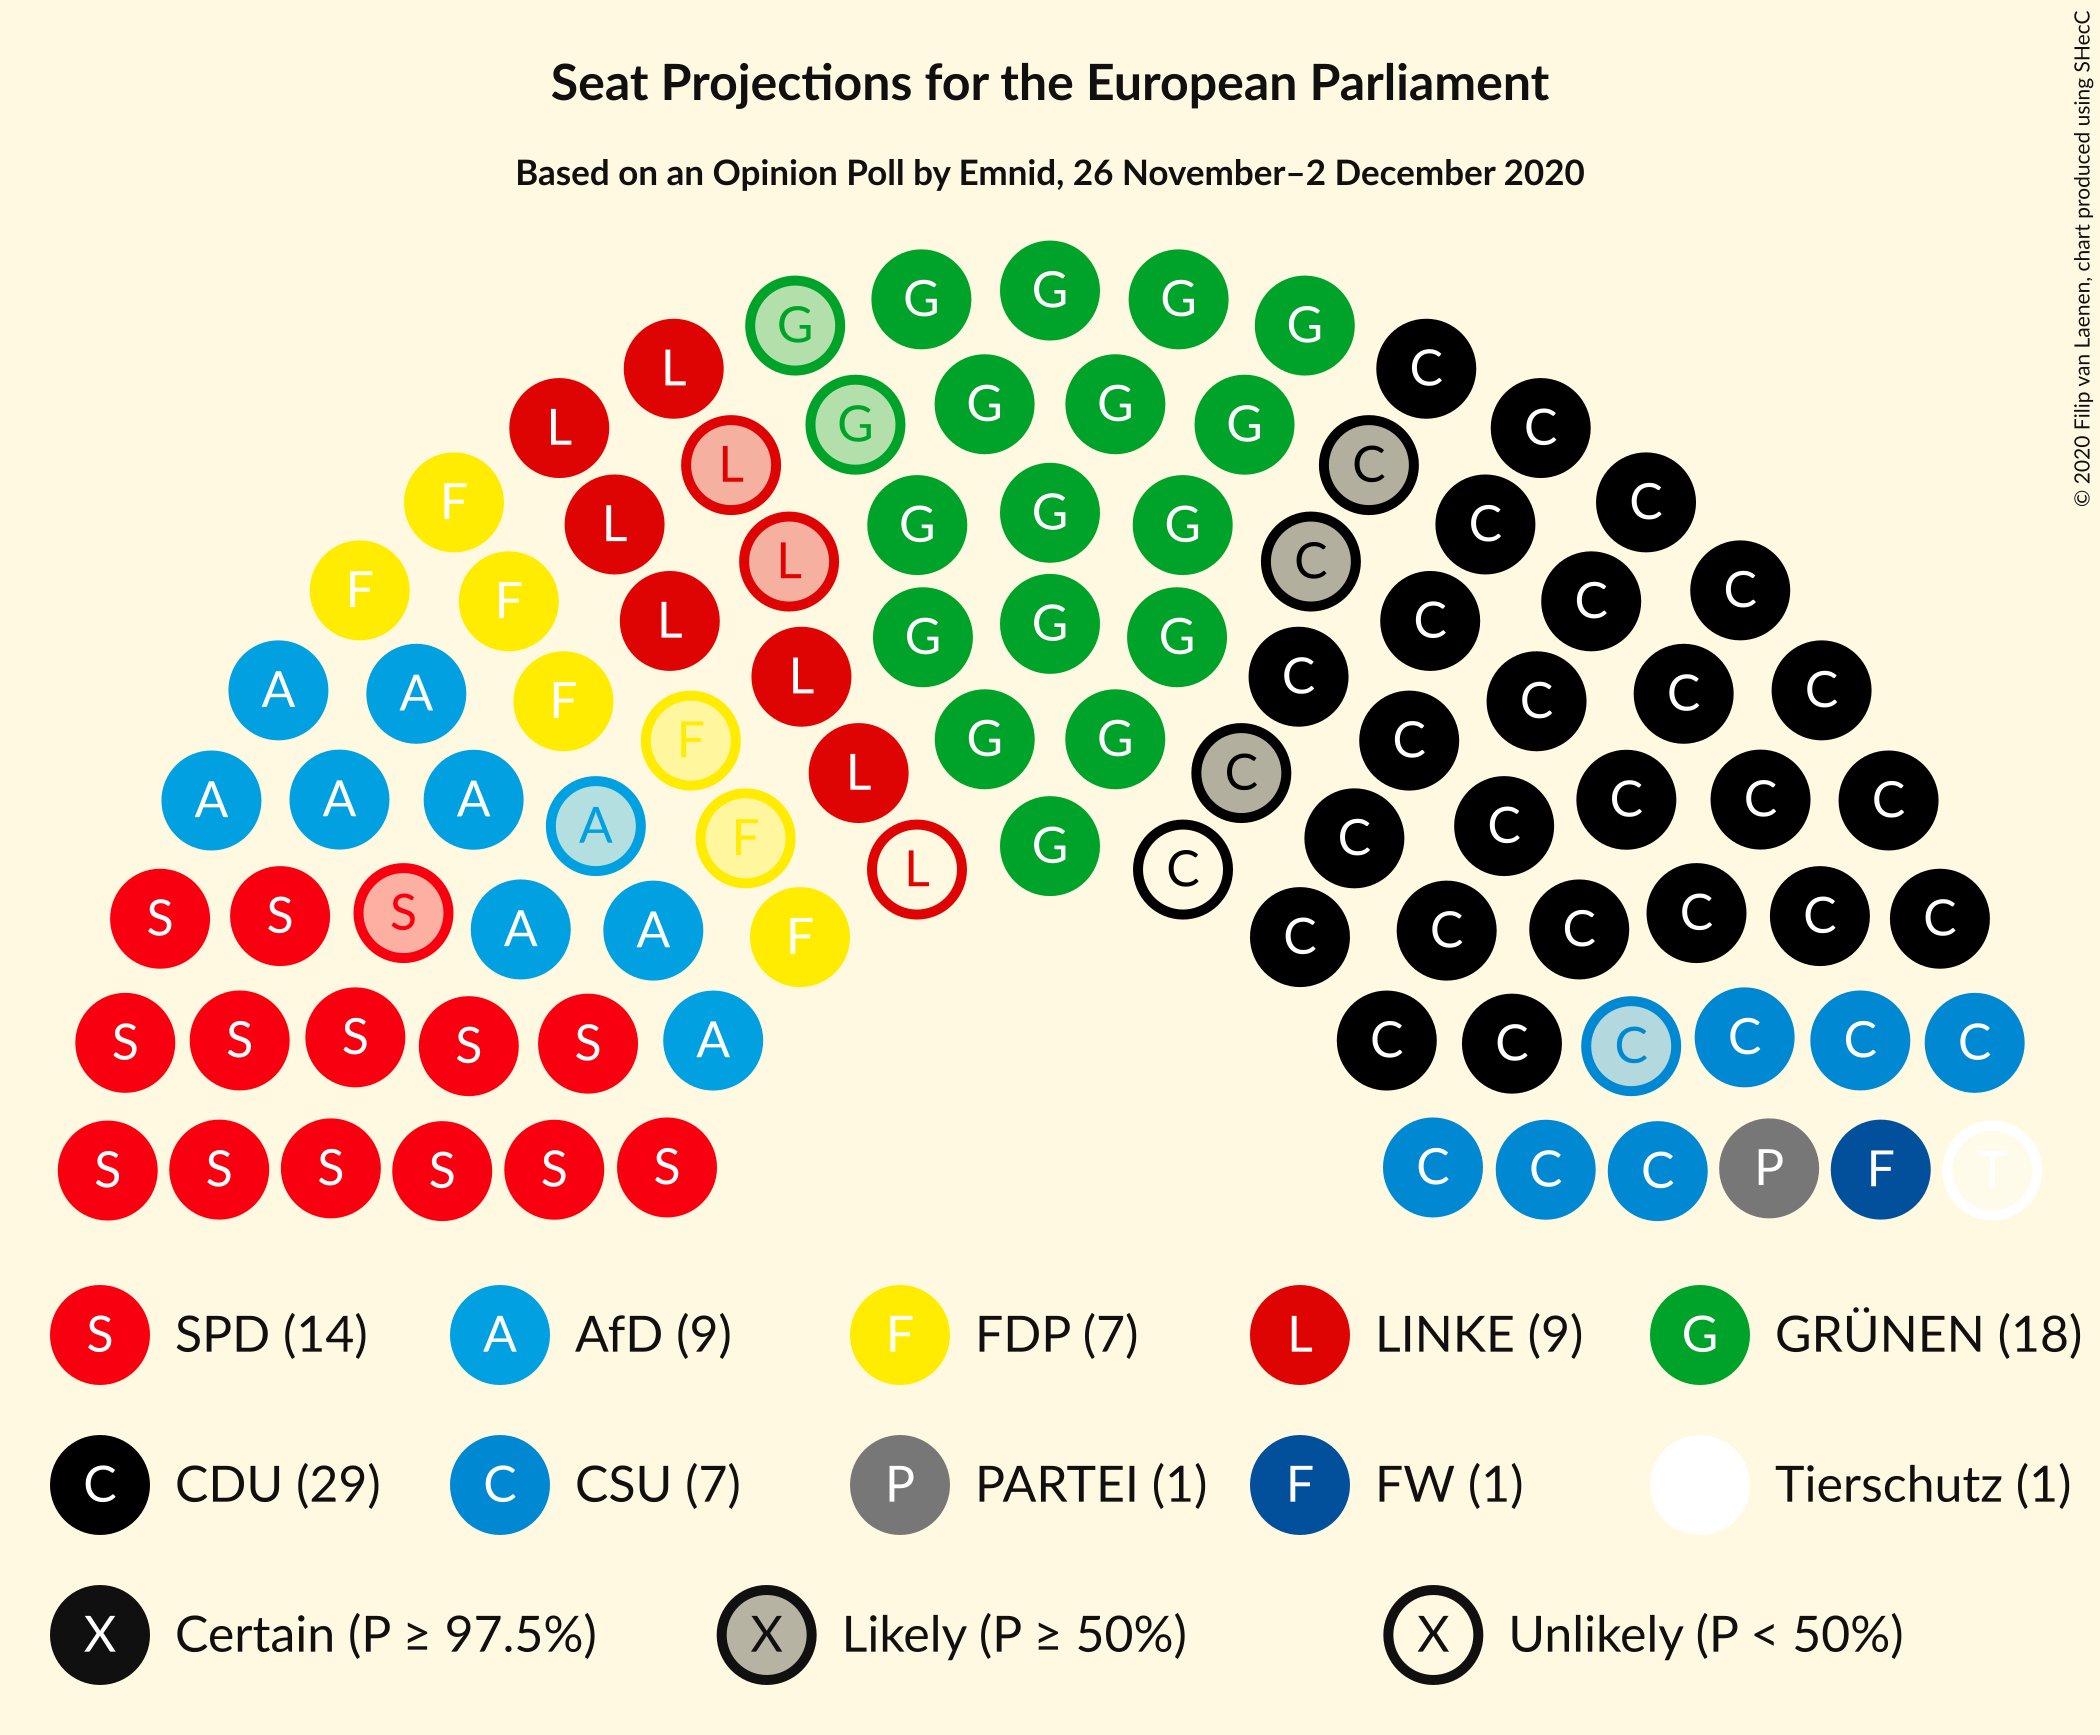 Seat Projections for the European Parliament
Based on an Opinion Poll by Emnid, 26 November–2 December 2020
© 2020 Filip van Laenen, chart produced using SHecC
G G G G G
L C
G G G G
L C
L L C C
F C
G G G
L C
L C
F F C C
L G G G C
L C
A A F L C C C C
F G G C
A A A L C C C C
A F C C
F G C
L C
S S S A A F C C C C C C
S S S S S A C C C C C C
S S S S S S C C C P F T
S SPD (14) A AfD (9) F FDP (7) L LINKE (9) G GRÜNEN (18)
C CDU (29) C CSU (7) P PARTEI (1) F FW (1) Tierschutz (1)
X Certain (P ≥ 97.5%) X Likely (P ≥ 50%) X Unlikely (P < 50%)